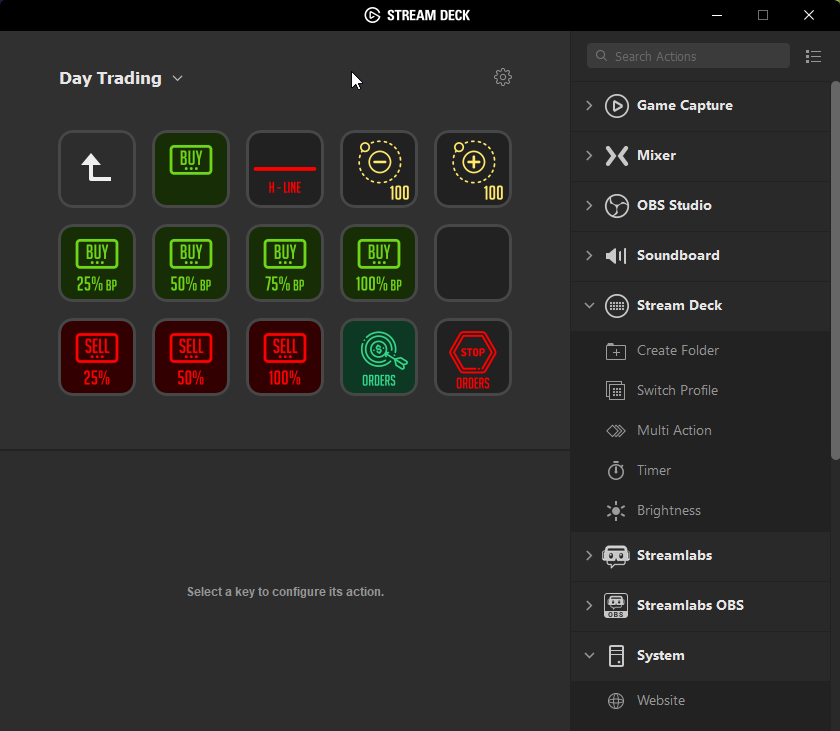 STREAM DECK
Day Trading
Search Actions
BUY
H - LINE
100
100
BUY
25% BP
BUY
50% BP
BUY
75% BP
BUY
100% BP
SELL
25%
SELL
50%
SELL
100%
$
ORDERS
STOP
ORDERS
Select a key to configure its action.
Game Capture
Mixer
OBS Studio
Soundboard
Stream Deck
Create Folder
Switch Profile
Multi Action
Timer
Brightness
Streamlabs
OBS
Streamlabs OBS
System
Website